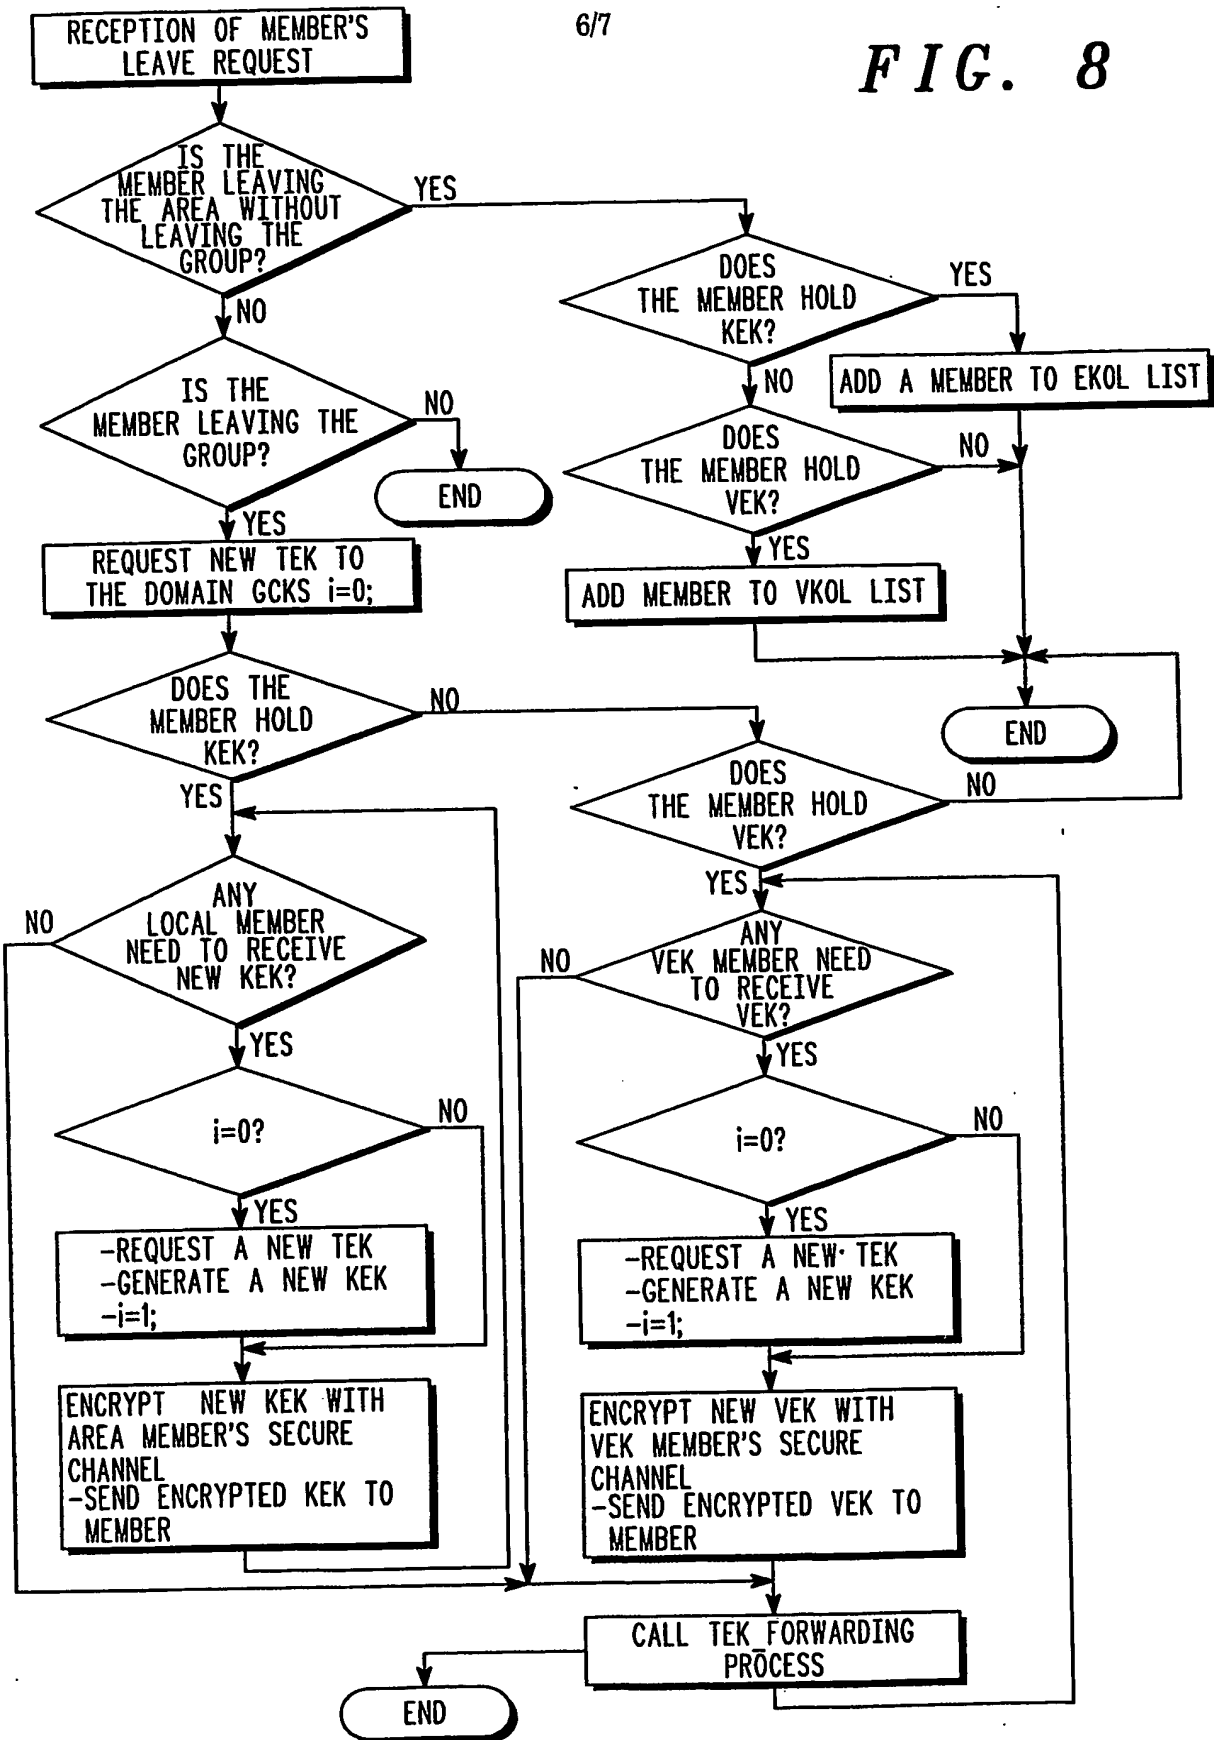 6/7
FIG. 8
RECEPTION OF MEMBER'S
LEAVE REQUEST
IS THE
MEMBER LEAVING
THE AREA WITHOUT
LEAVING THE
GROUP?
YES
NO
DOES
THE MEMBER HOLD
KEK?
YES
NO
ADD A MEMBER TO EKOL LIST
IS THE
MEMBER LEAVING THE
GROUP?
NO
END
YES
DOES
THE MEMBER HOLD
VEK?
NO
YES
ADD MEMBER TO VKOL LIST
END
REQUEST NEW TEK TO
THE DOMAIN GCKS i=0;
DOES THE
MEMBER HOLD
KEK?
NO
YES
DOES
THE MEMBER HOLD
VEK?
NO
YES
ANY
LOCAL MEMBER
NEED TO RECEIVE
NEW KEK?
NO
YES
ANY
VEK MEMBER NEED
TO RECEIVE
VEK?
NO
YES
i=0?
NO
YES
i=0?
NO
YES
-REQUEST A NEW TEK
-GENERATE A NEW KEK
-i=1;
-REQUEST A NEW TEK
-GENERATE A NEW KEK
-i=1;
ENCRYPT NEW KEK WITH
AREA MEMBER'S SECURE
CHANNEL
-SEND ENCRYPTED KEK TO
MEMBER
ENCRYPT NEW VEK WITH
VEK MEMBER'S SECURE
CHANNEL
-SEND ENCRYPTED VEK TO
MEMBER
CALL TEK_FORWARDING
PROCESS
END